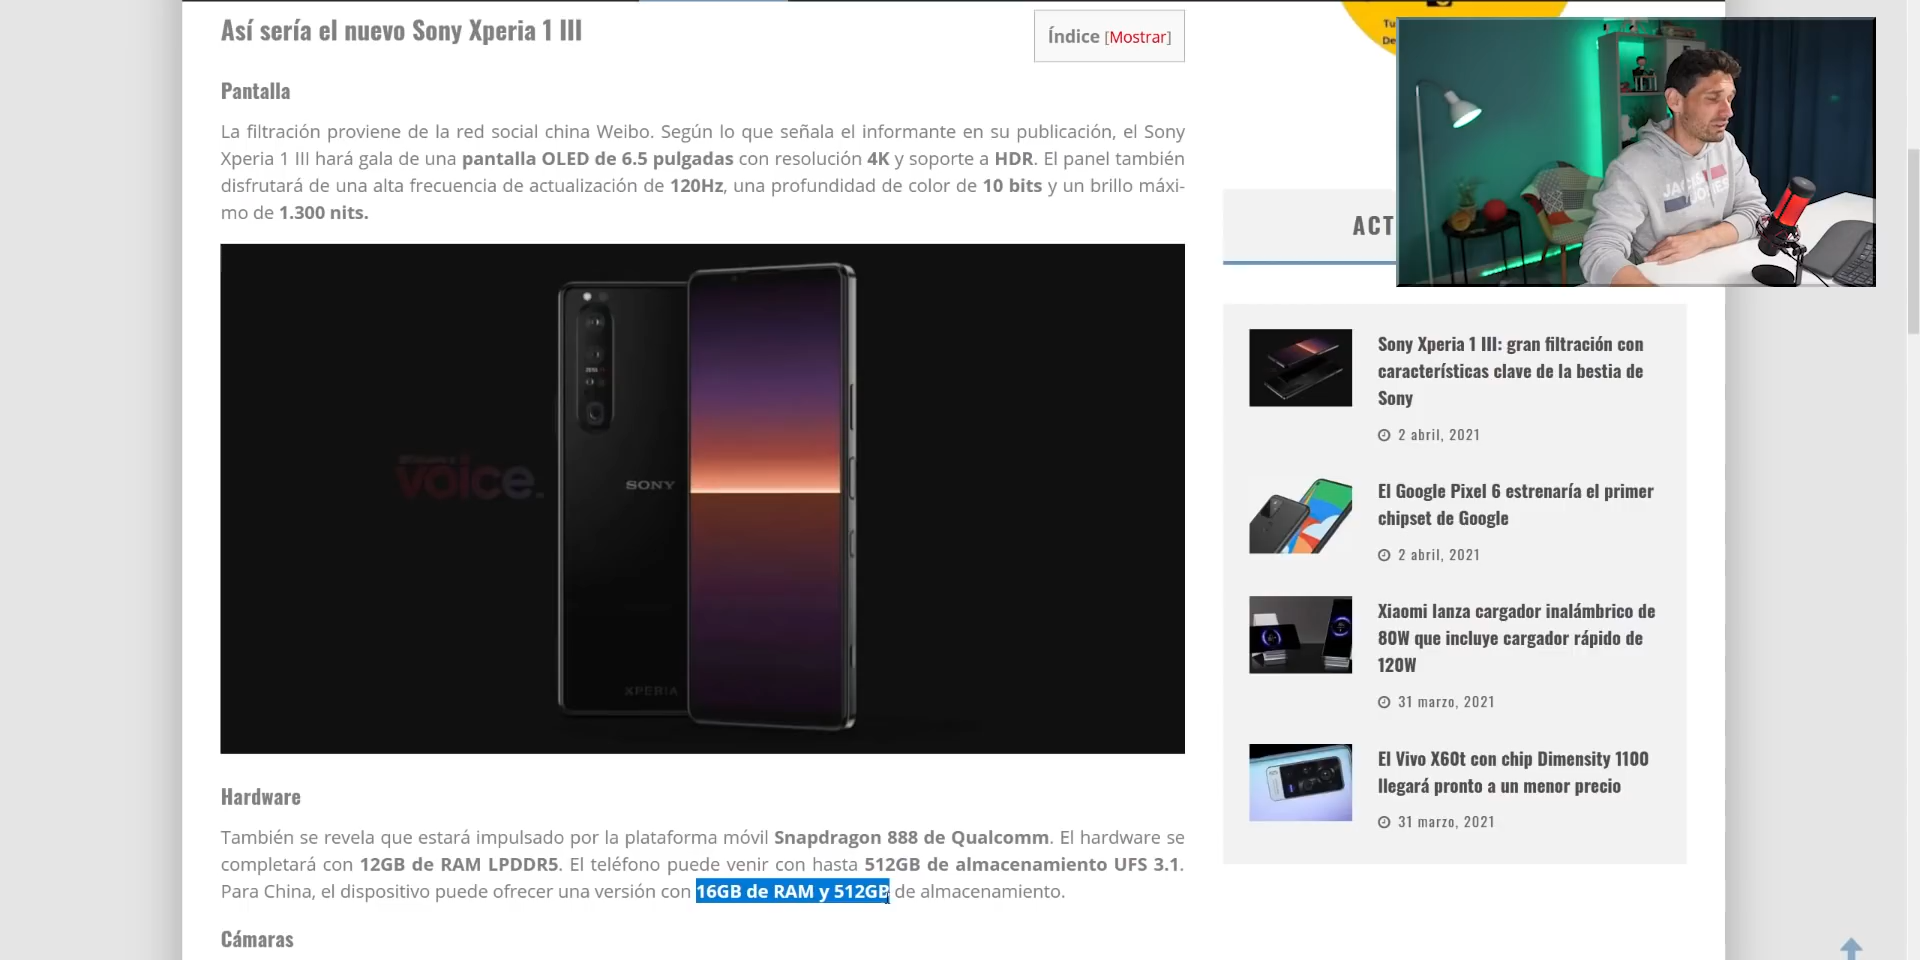 Así sería el nuevo Sony Xperia 1 III
Índice [Mostrar]
Pantalla
La filtración proviene de la red social china Weibo. Según lo que señala el informante en su publicación, el Sony
Xperia 1 III hará gala de una pantalla OLED de 6.5 pulgadas con resolución 4K y soporte a HDR. El panel también
disfrutará de una alta frecuencia de actualización de 120Hz, una profundidad de color de 10 bits y un brillo máxi-
mo de 1.300 nits.
voice.
SONY
XPERIA
Hardware
También se revela que estará impulsado por la plataforma móvil Snapdragon 888 de Qualcomm. El hardware se
completará con 12GB de RAM LPDDR5. El teléfono puede venir con hasta 512GB de almacenamiento UFS 3.1.
Para China, el dispositivo puede ofrecer una versión con 16GB de RAM y 512GB de almacenamiento.
Cámaras
Tu
De
ACT
JACK
JONES
Sony Xperia 1 III: gran filtración con
características clave de la bestia de
Sony
2 abril, 2021
El Google Pixel 6 estrenaría el primer
chipset de Google
2 abril, 2021
Xiaomi lanza cargador inalámbrico de
80W que incluye cargador rápido de
120W
31 marzo, 2021
El Vivo X60t con chip Dimensity 1100
llegará pronto a un menor precio
31 marzo, 2021